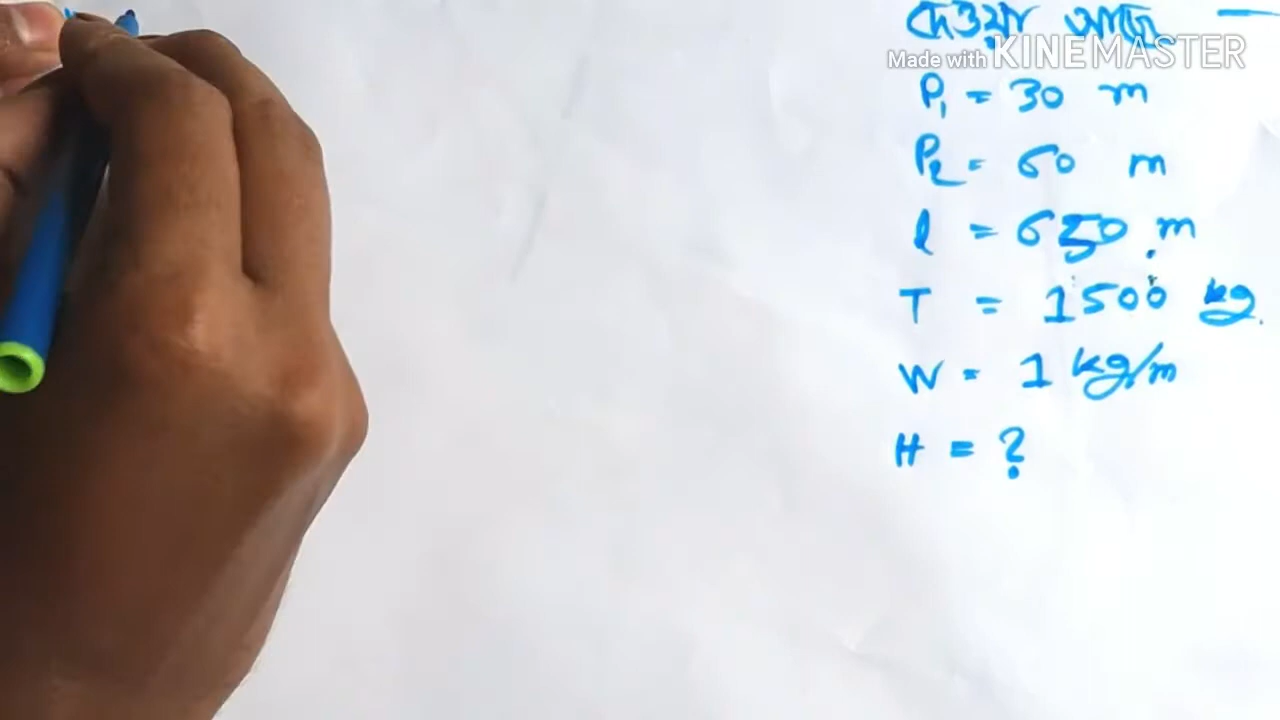 দেওয়া আছে —
Made with KINEMASTER
P₁ = 30 m
P₂ = 60 m
l = 650 m
T = 1500 kg.
W = 1 kg/m
H = ?